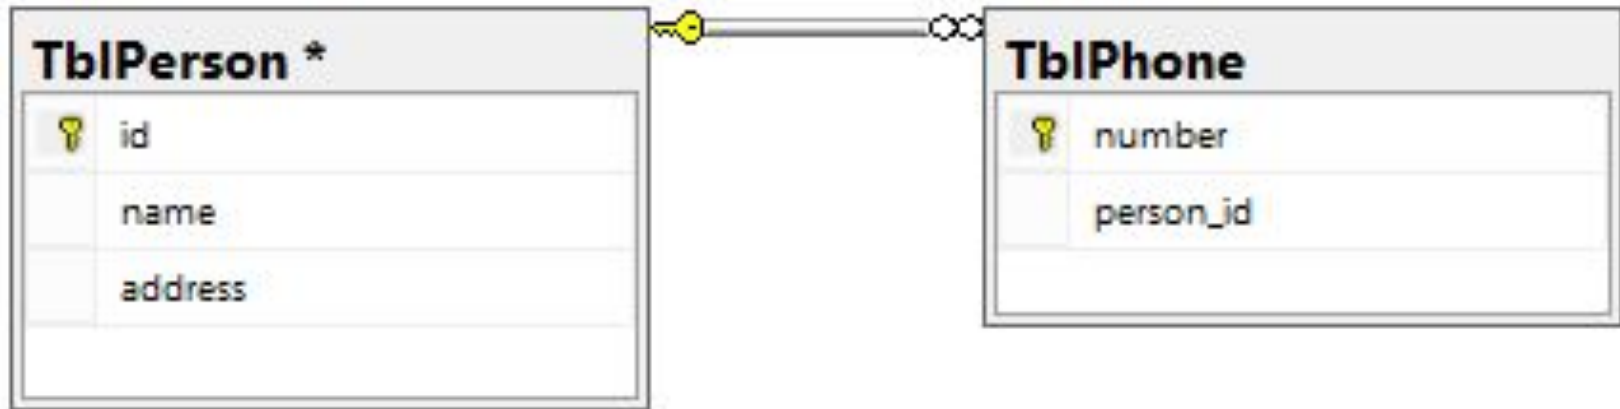 TblPerson *
id
name
address
TblPhone
number
person_id